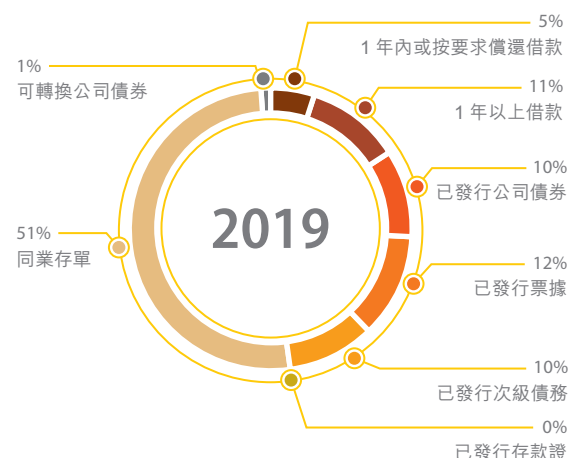 5%
1 年內或按要求償還借款
1%
可轉換公司債券
11%
1 年以上借款
10%
已發行公司債券
2019
51%
同業存單
12%
已發行票據
10%
已發行次級債務
0%
已發行存款證